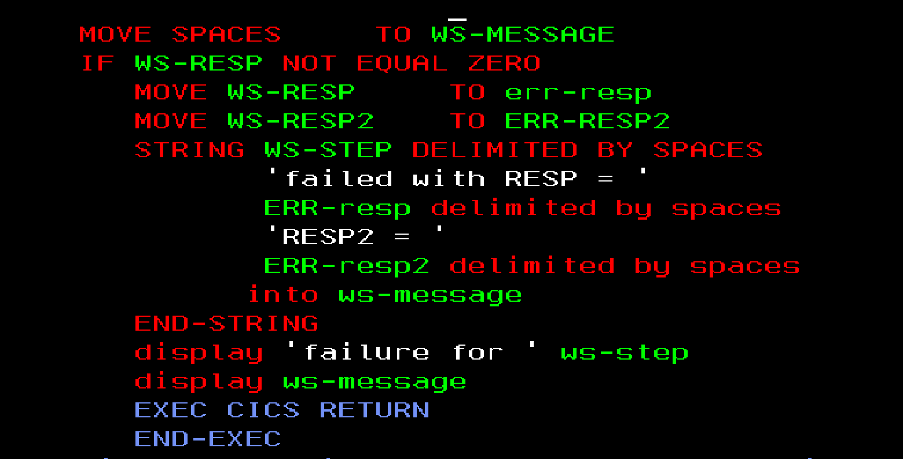 MOVE SPACES     TO WS-MESSAGE
IF WS-RESP NOT EQUAL ZERO
   MOVE WS-RESP     TO err-resp
   MOVE WS-RESP2    TO ERR-RESP2
   STRING WS-STEP DELIMITED BY SPACES
          'failed with RESP = '
          ERR-resp delimited by spaces
          'RESP2 = '
          ERR-resp2 delimited by spaces
         into ws-message
   END-STRING
   display 'failure for ' ws-step
   display ws-message
   EXEC CICS RETURN
   END-EXEC